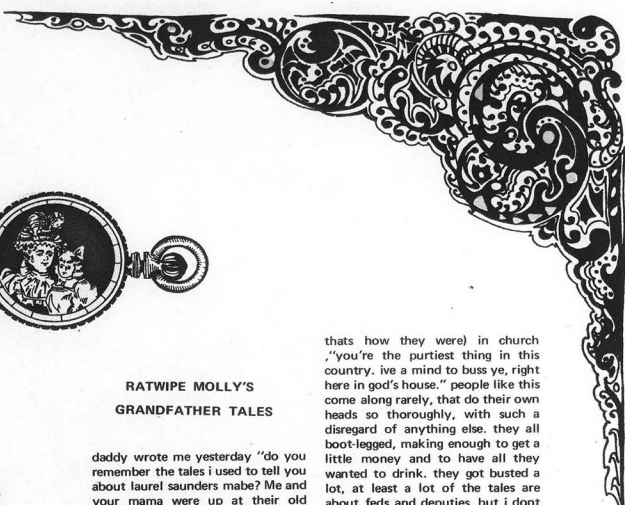 RATWIPE MOLLY'S
GRANDFATHER TALES
daddy wrote me yesterday "do you
remember the tales i used to tell you
about laurel saunders mabe? Me and
your mama were up at their old
thats how they were) in church
,"you're the purtiest thing in this
country. ive a mind to buss ye, right
here in god's house." people like this
come along rarely, that do their own
heads so thoroughly, with such a
disregard of anything else. they all
boot-legged, making enough to get a
little money and to have all they
wanted to drink. they got busted a
lot, at least a lot of the tales are
about feds and deputies, but i dont